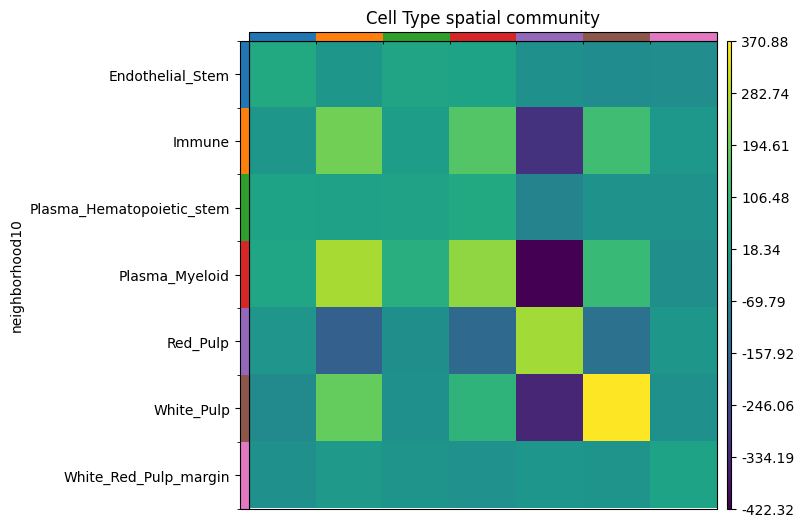 Cell Type spatial community
370.88
Endothelial_Stem
282.74
Immune
194.61
Plasma_Hematopoietic_stem
106.48
neighborhood10
18.34
Plasma_Myeloid
-69.79
Red_Pulp
-157.92
White_Pulp
-246.06
-334.19
White_Red_Pulp_margin
-422.32